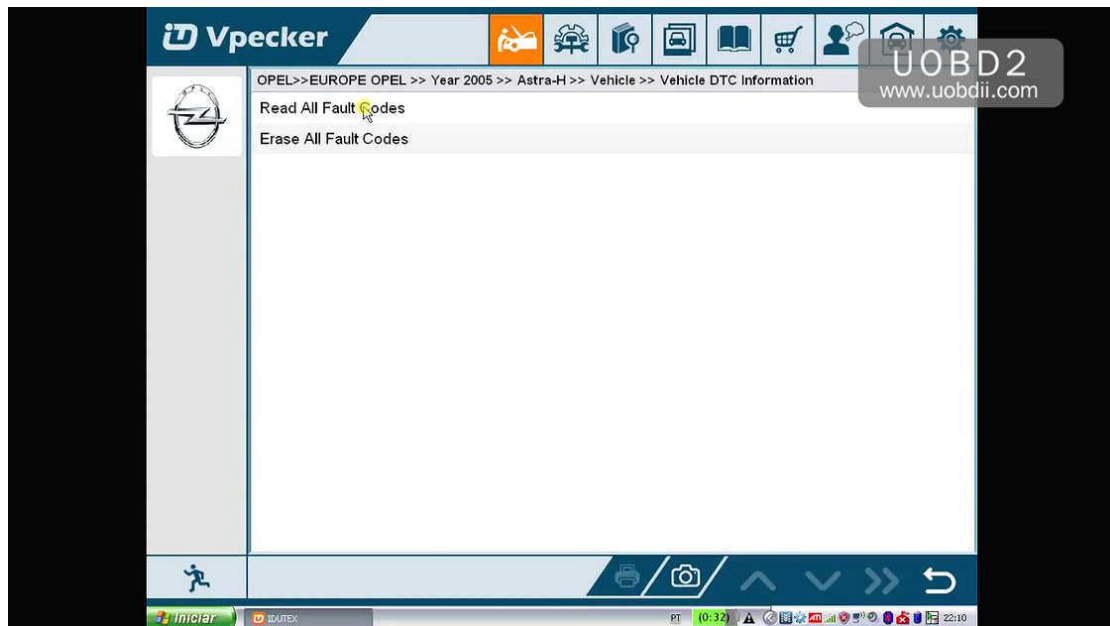 Vpecker
UOBD2
www.uobdii.com
OPEL>>EUROPE OPEL >> Year 2005 >> Astra-H >> Vehicle >> Vehicle DTC Information
Read All Fault Codes
Erase All Fault Codes
Iniciar
IDUTEX
PT
(0:32)
22:10